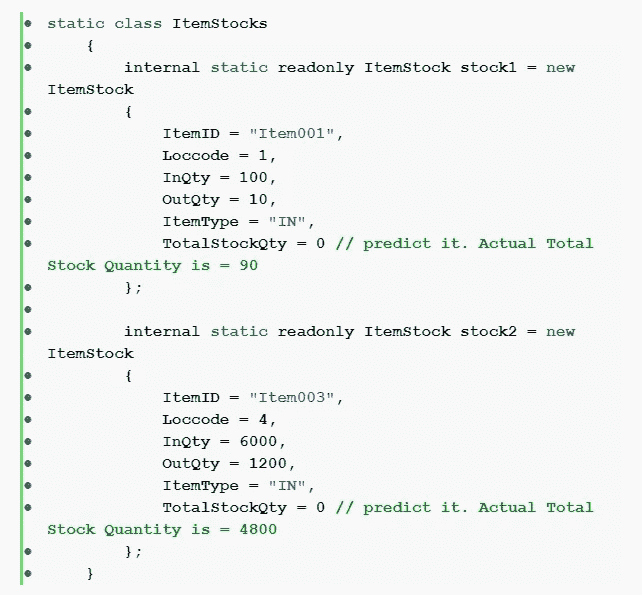 static class ItemStocks
{
internal static readonly ItemStock stock1 = new
ItemStock
{
ItemID = "Item001",
Loccode = 1,
InQty = 100,
OutQty = 10,
ItemType = "IN",
TotalStockQty = 0 // predict it. Actual Total
Stock Quantity is = 90
};
internal static readonly ItemStock stock2 = new
ItemStock
{
ItemID = "Item003",
Loccode = 4,
InQty = 6000,
OutQty = 1200,
ItemType = "IN",
TotalStockQty = 0 // predict it. Actual Total
Stock Quantity is = 4800
};
}